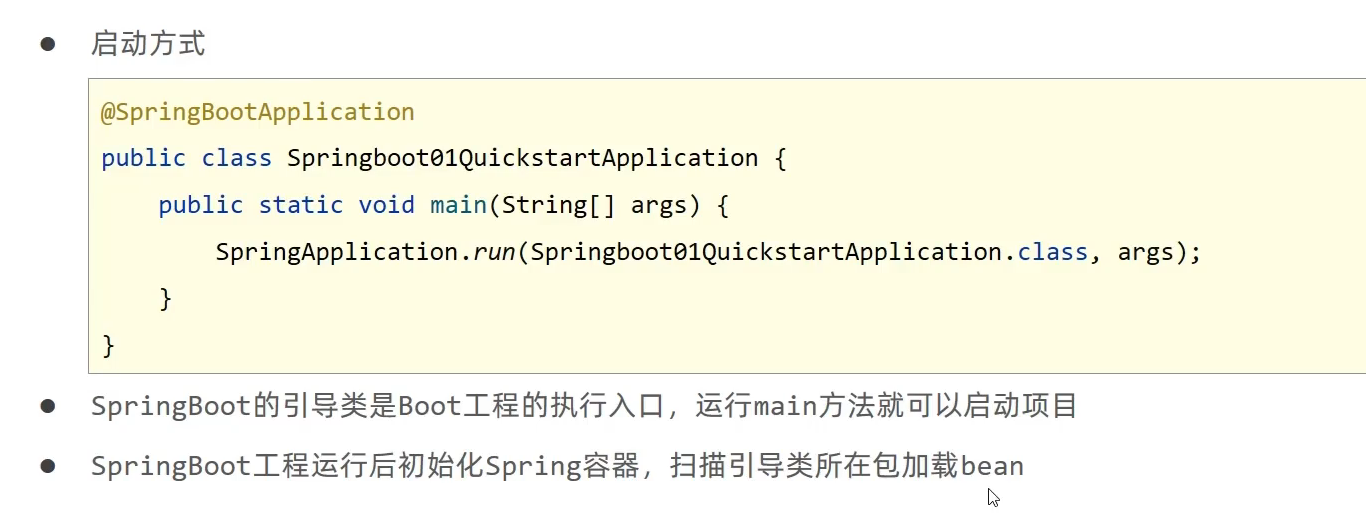 ● 启动方式
@SpringBootApplication
public class Springboot01QuickstartApplication {
    public static void main(String[] args) {
        SpringApplication.run(Springboot01QuickstartApplication.class, args);
    }
}
● SpringBoot的引导类是Boot工程的执行入口，运行main方法就可以启动项目
● SpringBoot工程运行后初始化Spring容器，扫描引导类所在包加载bean